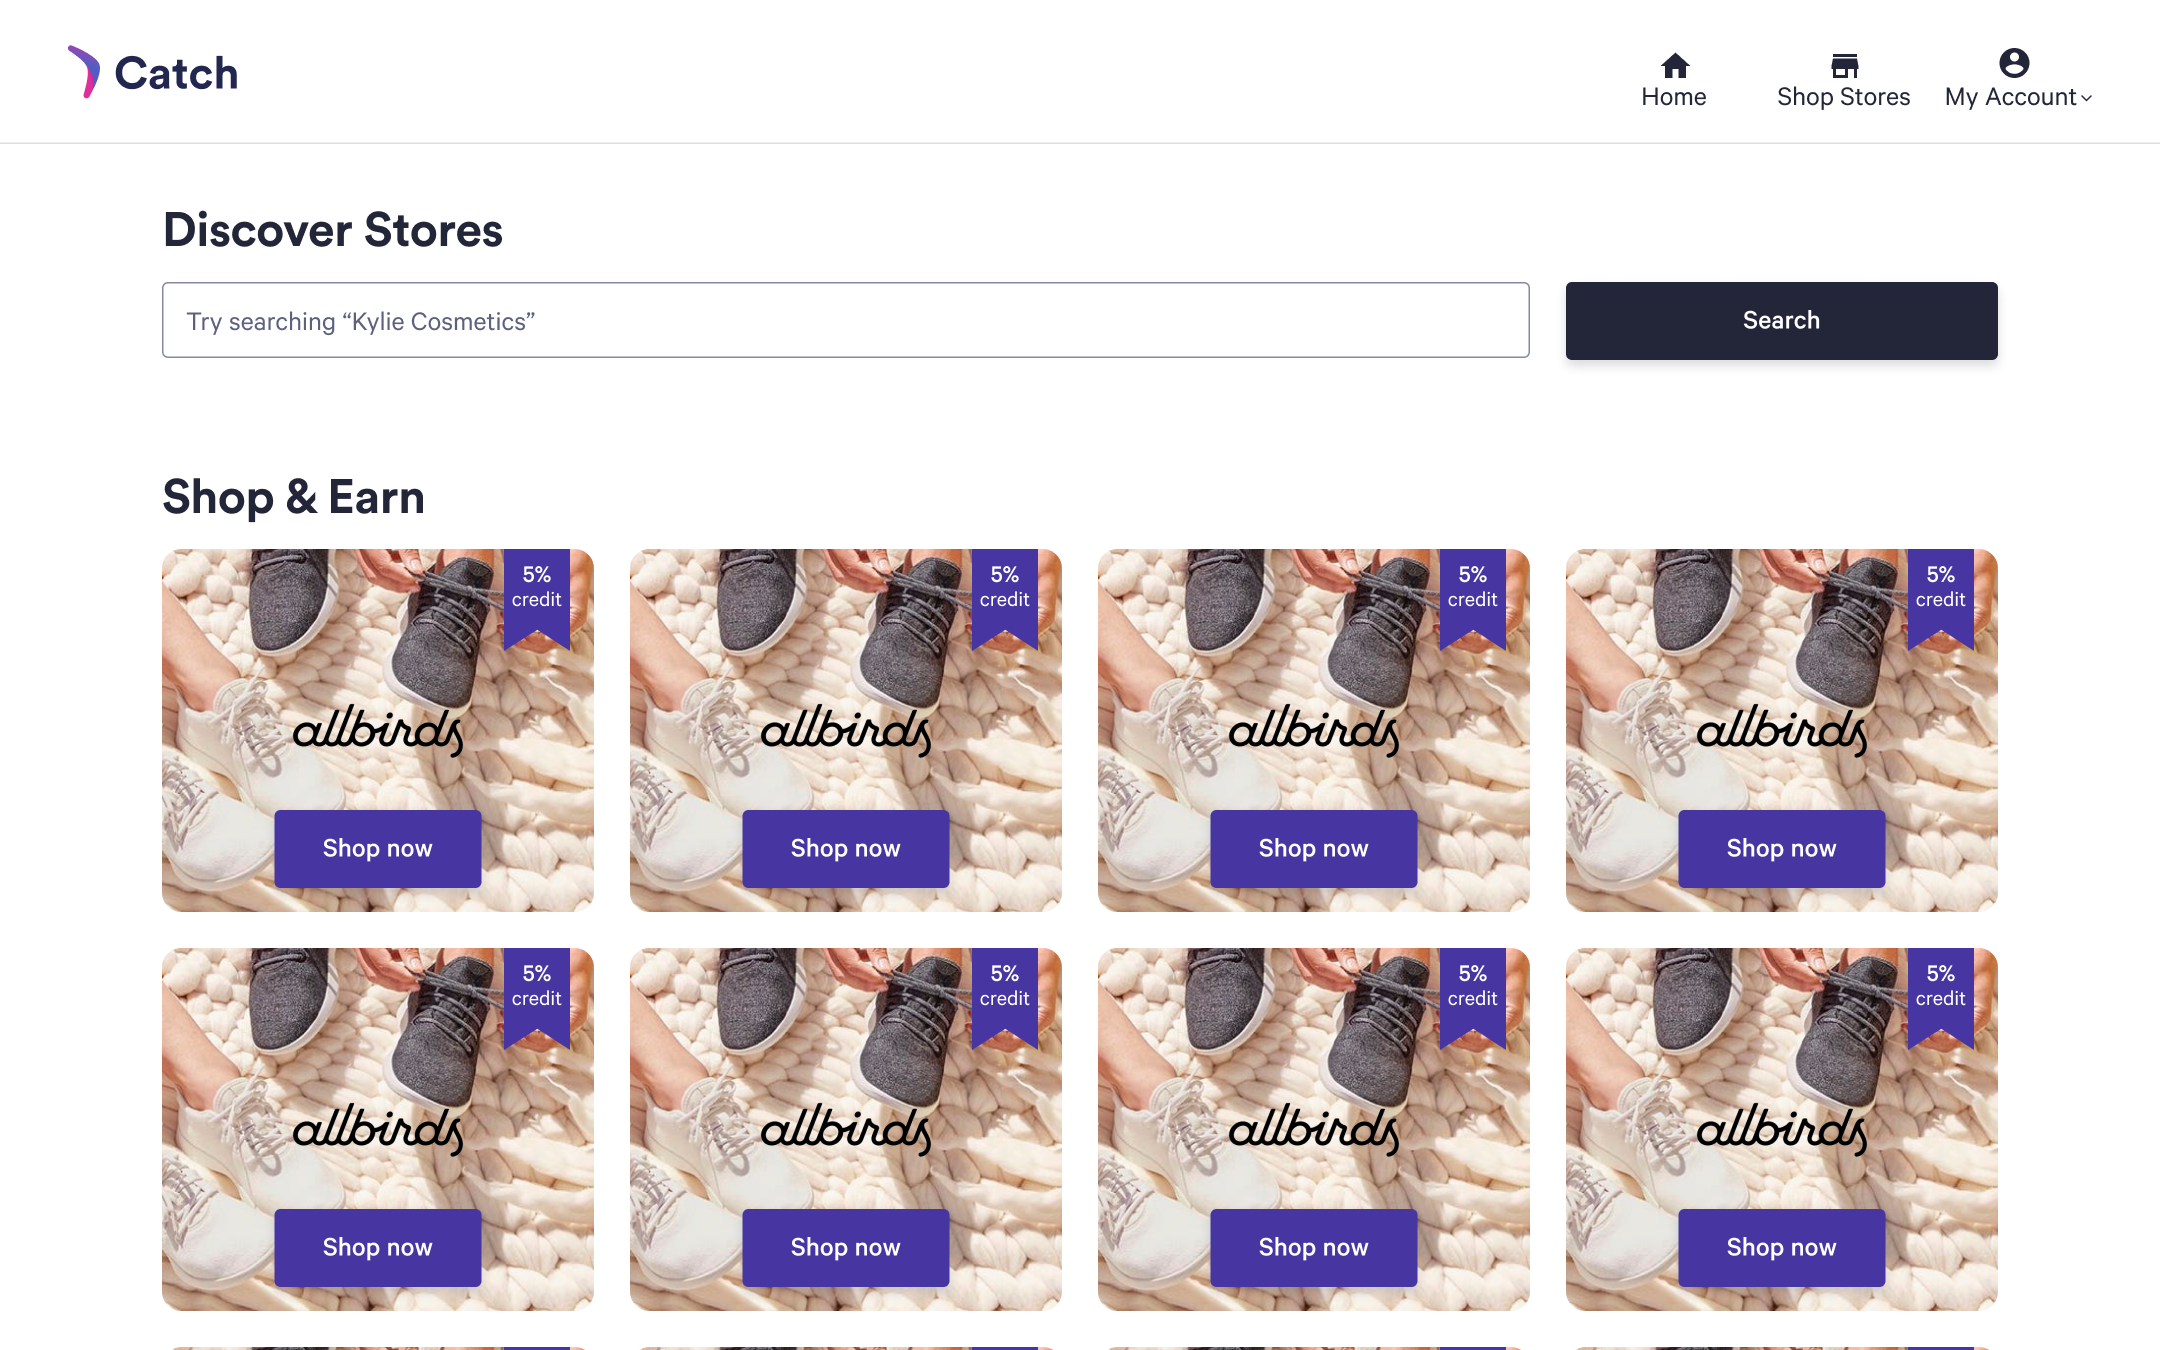 Catch
Home
Shop Stores
My Account
Discover Stores
Try searching “Kylie Cosmetics”
Search
Shop & Earn
5%
credit
allbirds
Shop now
5%
credit
allbirds
Shop now
5%
credit
allbirds
Shop now
5%
credit
allbirds
Shop now
5%
credit
allbirds
Shop now
5%
credit
allbirds
Shop now
5%
credit
allbirds
Shop now
5%
credit
allbirds
Shop now